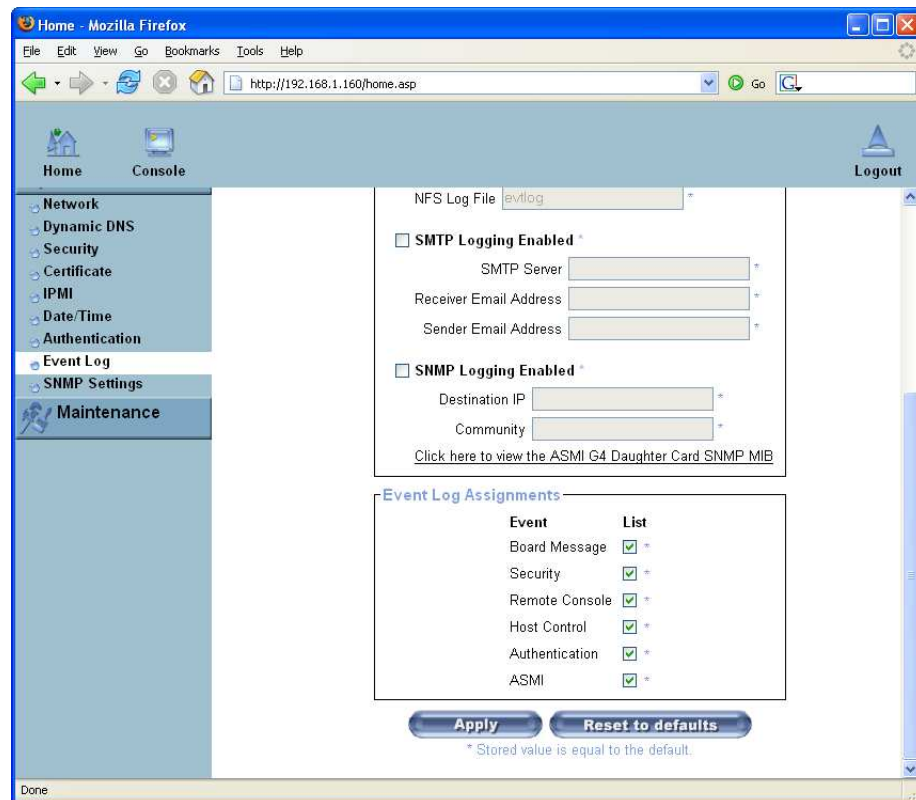 Home - Mozilla Firefox
File Edit View Go Bookmarks Tools Help
http://192.168.1.160/home.asp Go G
Home Console Logout
Network
Dynamic DNS
Security
Certificate
IPMI
Date/Time
Authentication
Event Log
SNMP Settings
Maintenance
NFS Log File evtlog *
SMTP Logging Enabled *
SMTP Server *
Receiver Email Address *
Sender Email Address *
SNMP Logging Enabled *
Destination IP *
Community *
Click here to view the ASMI G4 Daughter Card SNMP MIB
Event Log Assignments
Event List
Board Message *
Security *
Remote Console *
Host Control *
Authentication *
ASMI *
Apply Reset to defaults
* Stored value is equal to the default.
Done